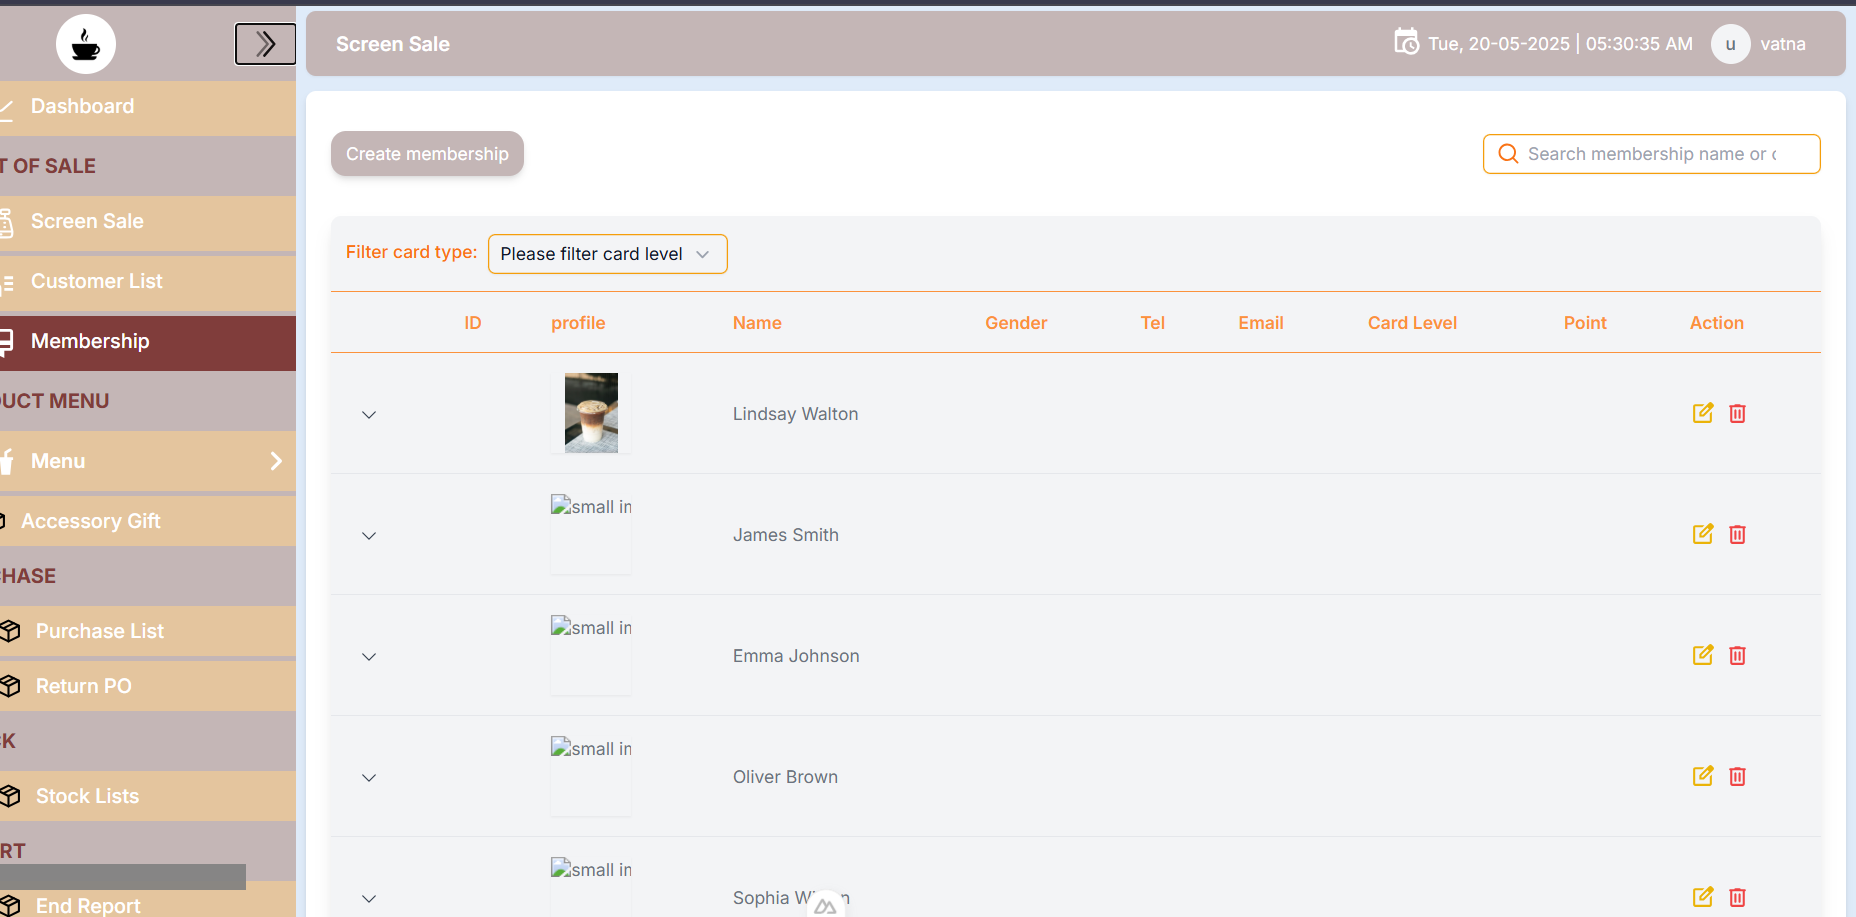 Screen Sale
Tue, 20-05-2025 | 05:30:35 AM
u
vatna
Dashboard
T OF SALE
Screen Sale
Customer List
Membership
UCT MENU
Menu
Accessory Gift
HASE
Purchase List
Return PO
K
Stock Lists
RT
End Report
Create membership
Search membership name or c
Filter card type:
Please filter card level
ID profile Name Gender Tel Email Card Level Point Action
Lindsay Walton
small in
James Smith
small in
Emma Johnson
small in
Oliver Brown
small in
Sophia